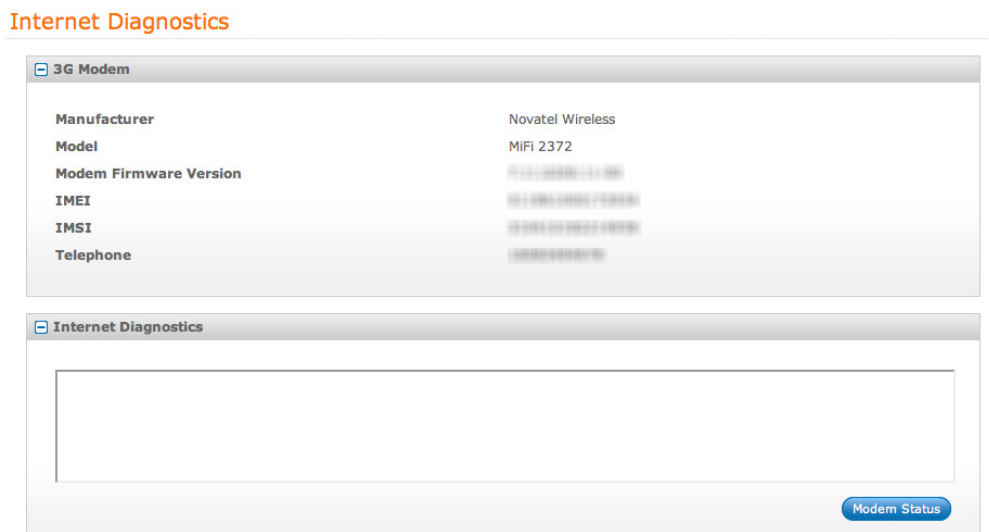 Internet Diagnostics
3G Modem
Manufacturer Novatel Wireless
Model MiFi 2372
Modem Firmware Version
IMEI
IMSI
Telephone
Internet Diagnostics
Modem Status